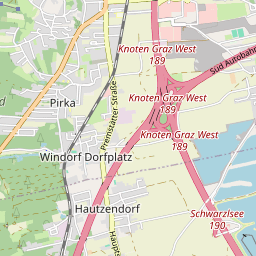 Knoten Graz West
189
Süd Autobahn
Pirka
Premstätter Straße
Knoten Graz West
189
Knoten Graz West
189
Windorf Dorfplatz
Hautzendorf
Schwarzlsee
190